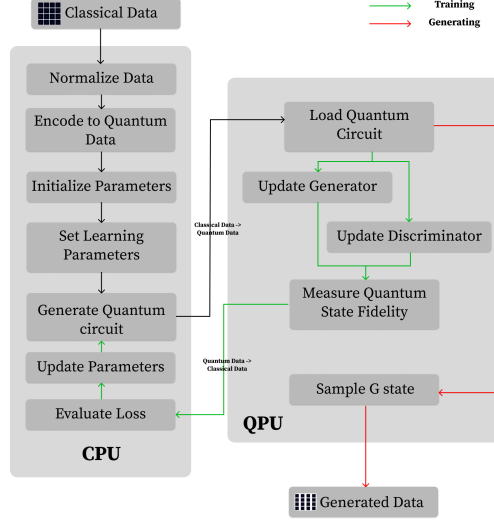 Classical Data
Training
Generating
Normalize Data
Encode to Quantum
Data
Initialize Parameters
Set Learning
Parameters
Generate Quantum
circuit
Update Parameters
Evaluate Loss
CPU
Classical Data ->
Quantum Data
Quantum Data ->
Classical Data
Load Quantum
Circuit
Update Generator
Update Discriminator
Measure Quantum
State Fidelity
Sample G state
QPU
Generated Data